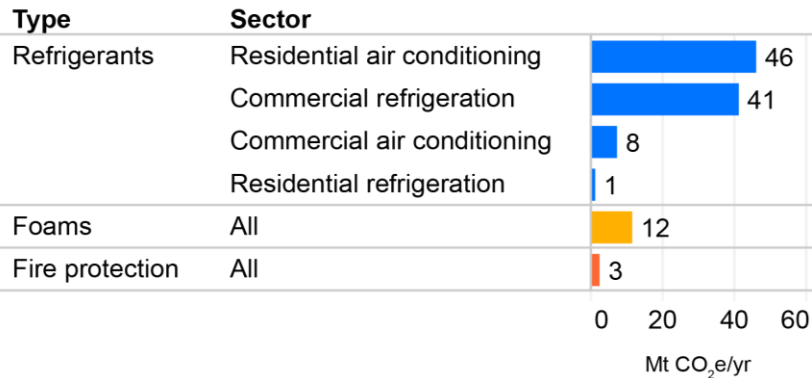 Type Sector
Refrigerants Residential air conditioning 46
Commercial refrigeration 41
Commercial air conditioning 8
Residential refrigeration 1
Foams All 12
Fire protection All 3
0 20 40 60
Mt CO₂e/yr